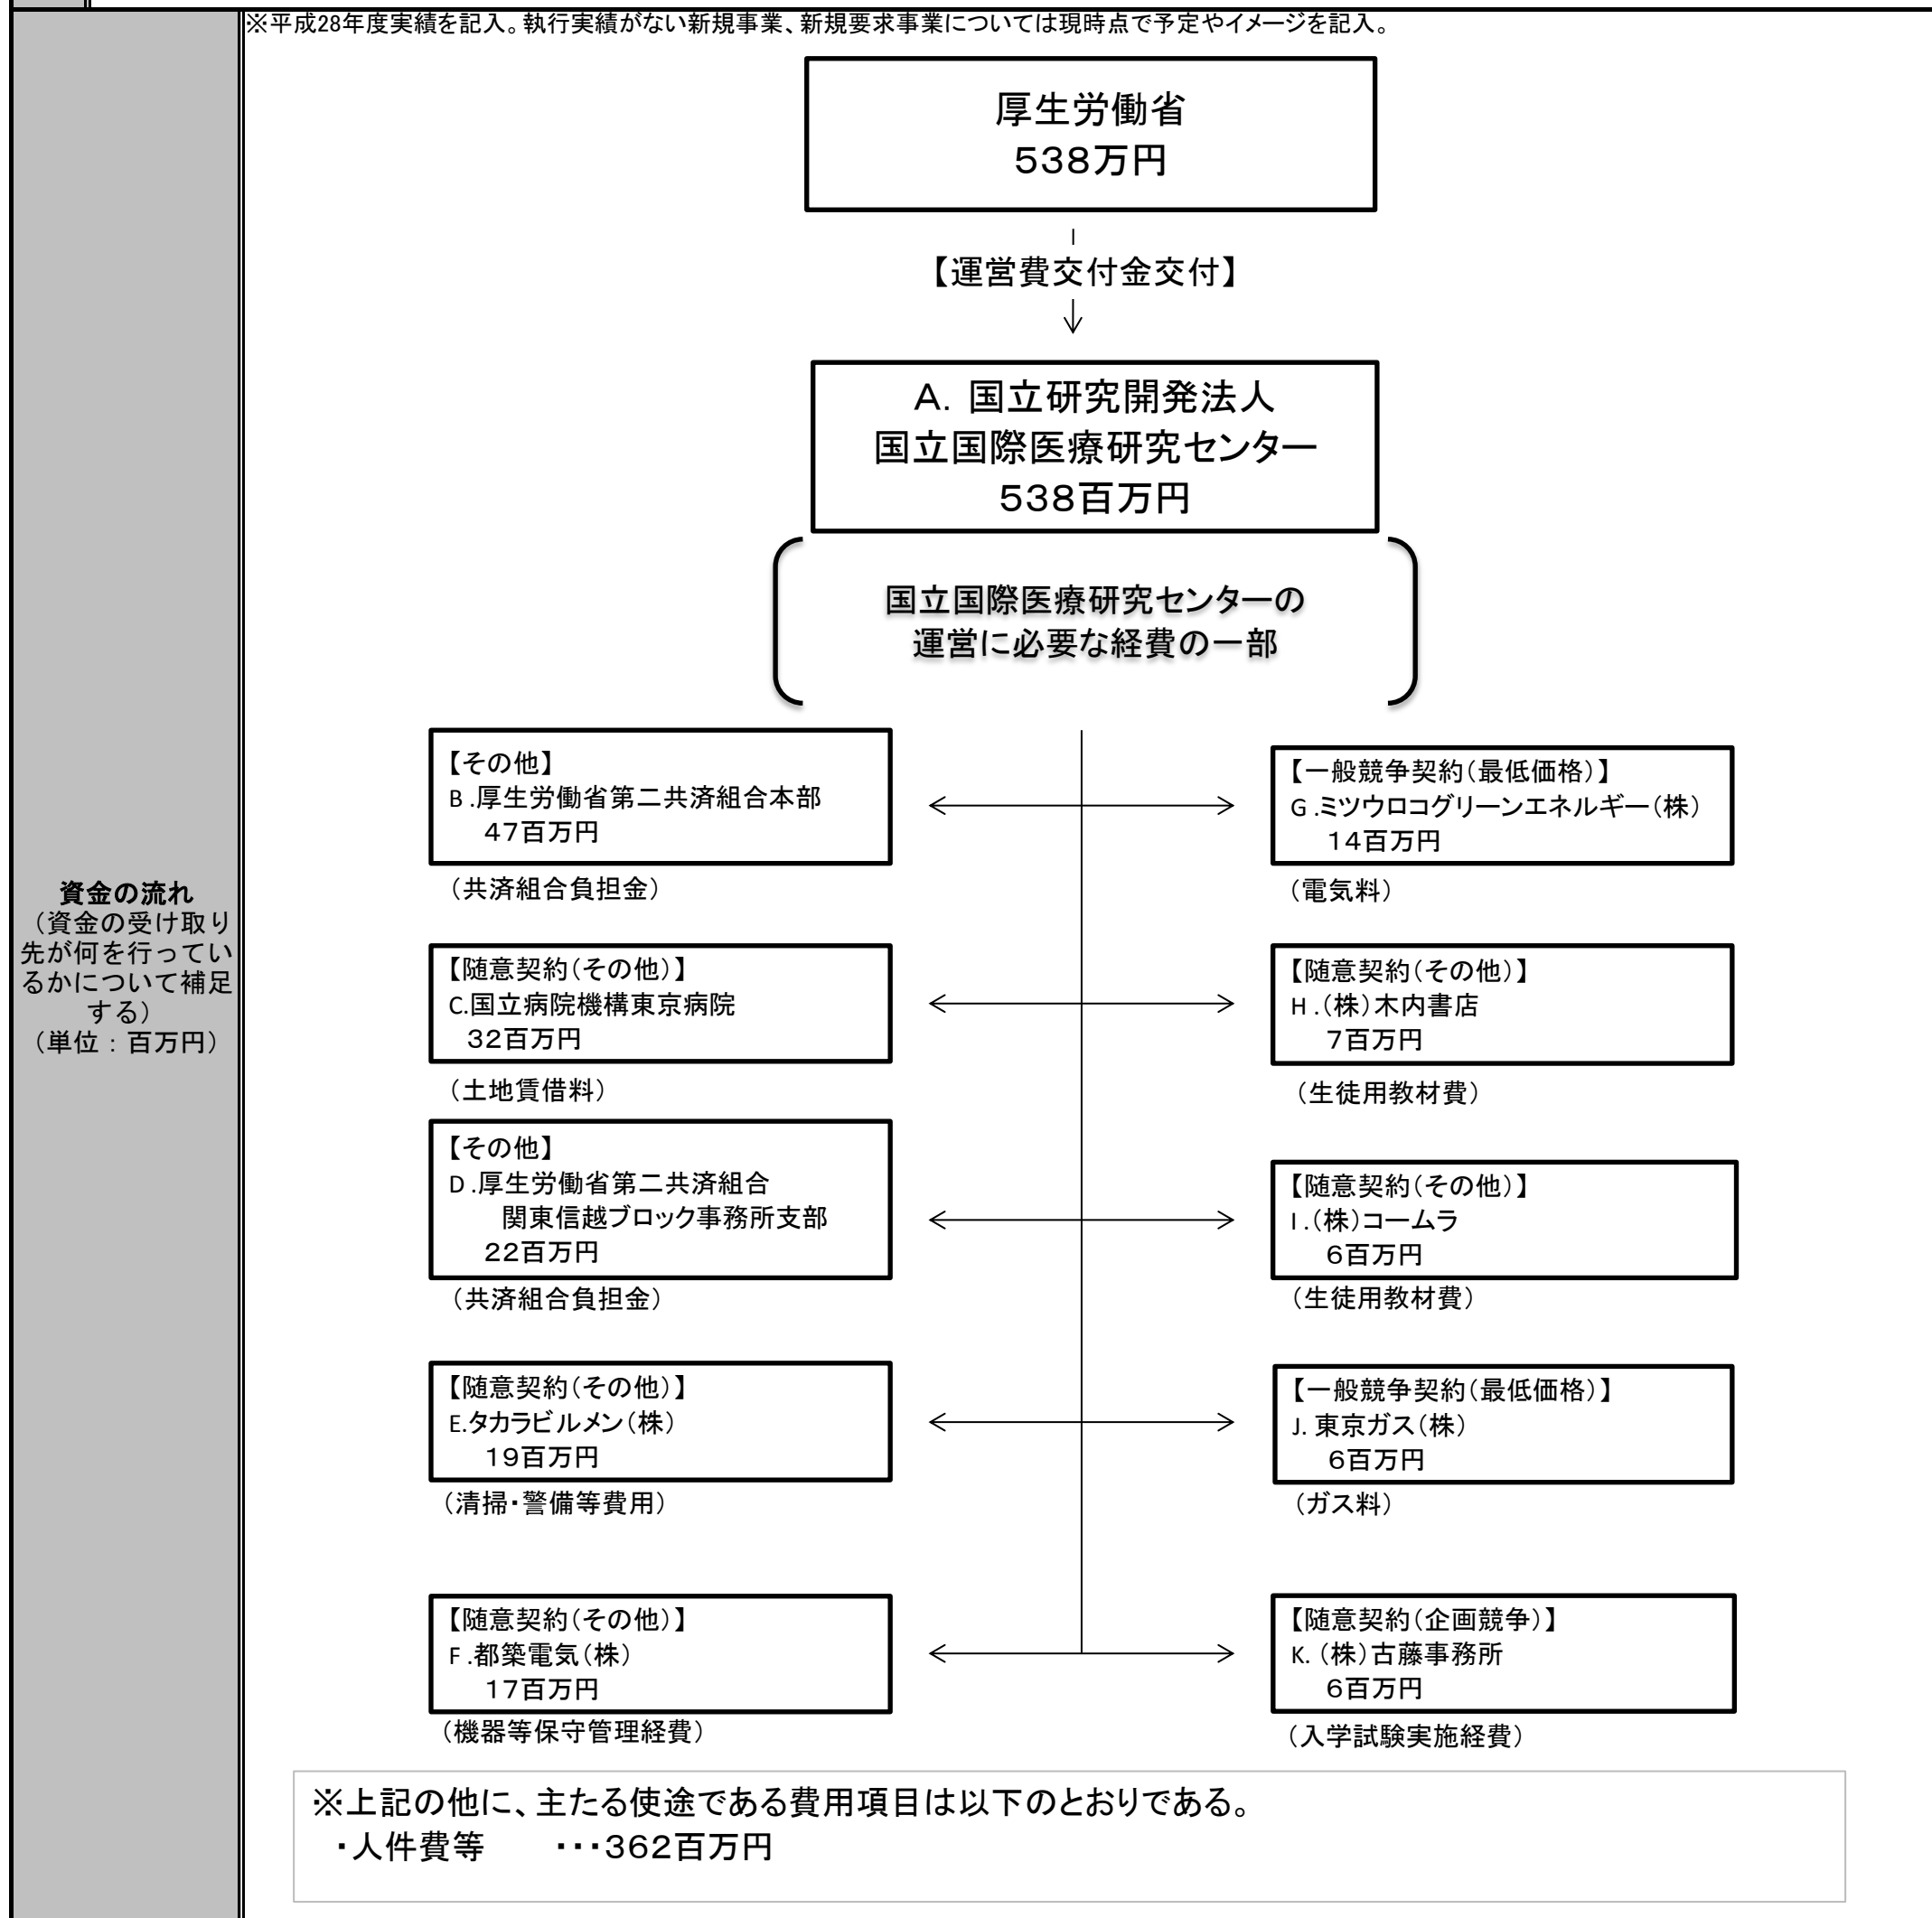 ※平成28年度実績を記入。執行実績がない新規事業、新規要求事業については現時点で予定やイメージを記入。
厚生労働省
538万円
【運営費交付金交付】
A. 国立研究開発法人
国立国際医療研究センター
538百万円
国立国際医療研究センターの
運営に必要な経費の一部
資金の流れ
（資金の受け取り
先が何を行ってい
るかについて補足
する）
（単位：百万円）
【その他】
B.厚生労働省第二共済組合本部
47百万円
（共済組合負担金）
【一般競争契約（最低価格）】
G.ミツウロコグリーンエネルギー（株）
14百万円
（電気料）
【随意契約（その他）】
C.国立病院機構東京病院
32百万円
（土地賃借料）
【随意契約（その他）】
H.（株）木内書店
7百万円
（生徒用教材費）
【その他】
D.厚生労働省第二共済組合
関東信越ブロック事務所支部
22百万円
（共済組合負担金）
【随意契約（その他）】
I.（株）コームラ
6百万円
（生徒用教材費）
【随意契約（その他）】
E.タカラビルメン（株）
19百万円
（清掃・警備等費用）
【一般競争契約（最低価格）】
J. 東京ガス（株）
6百万円
（ガス料）
【随意契約（その他）】
F.都築電気（株）
17百万円
（機器等保守管理経費）
【随意契約（企画競争）】
K.（株）古藤事務所
6百万円
（入学試験実施経費）
※上記の他に、主たる使途である費用項目は以下のとおりである。
・人件費等　　・・・362百万円